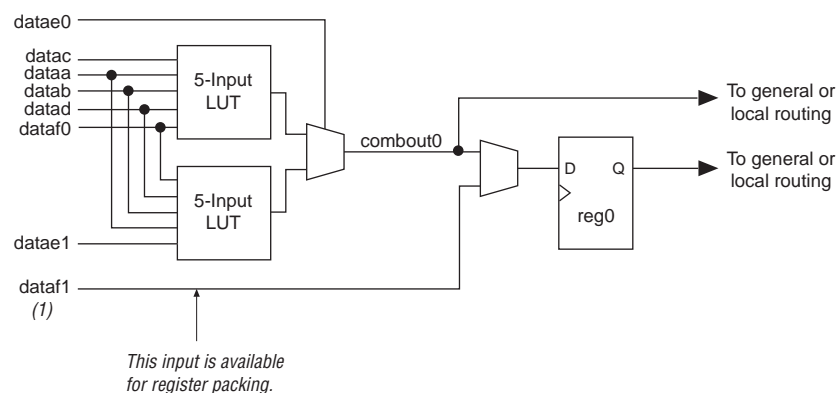 datae0
datac
dataa
datab
datad
dataf0
5-Input
LUT
combout0
To general or
local routing
5-Input
LUT
D Q
reg0
To general or
local routing
datae1
dataf1
(1)
This input is available
for register packing.